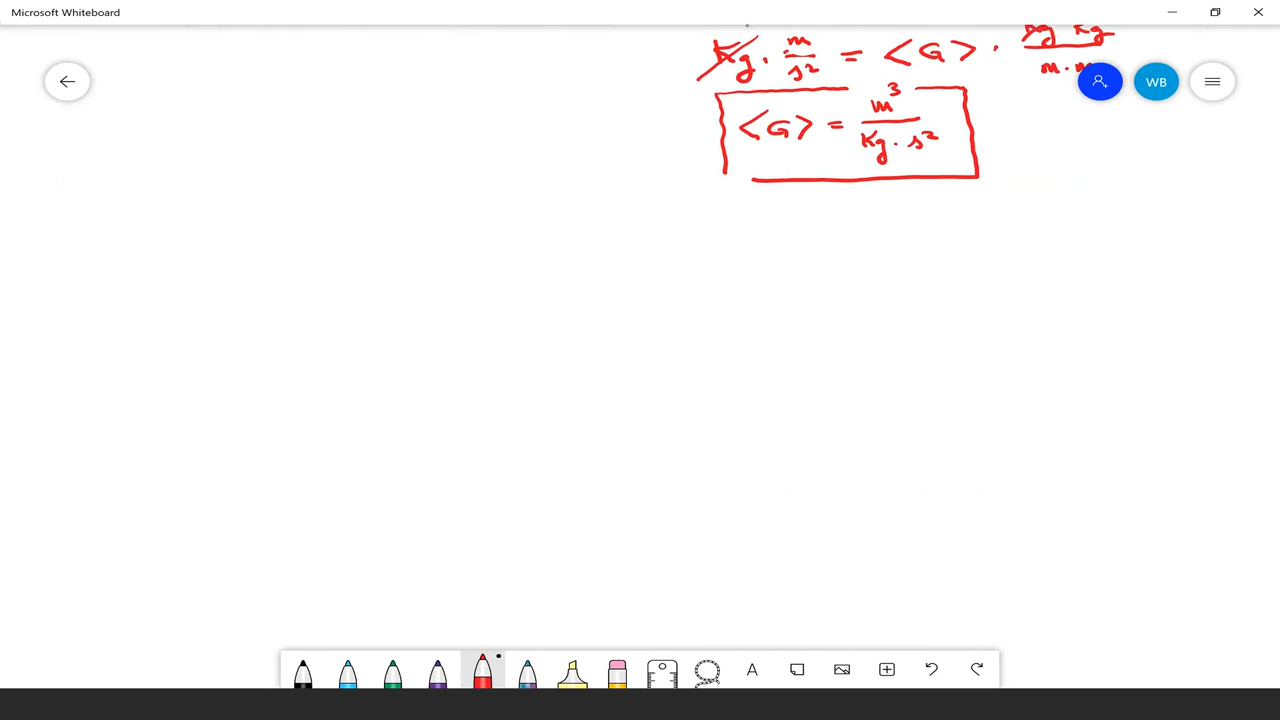 Microsoft Whiteboard
Kg · m/s² = <G> · Kg Kg / m · m
<G> = m³ / Kg · s²
WB
A